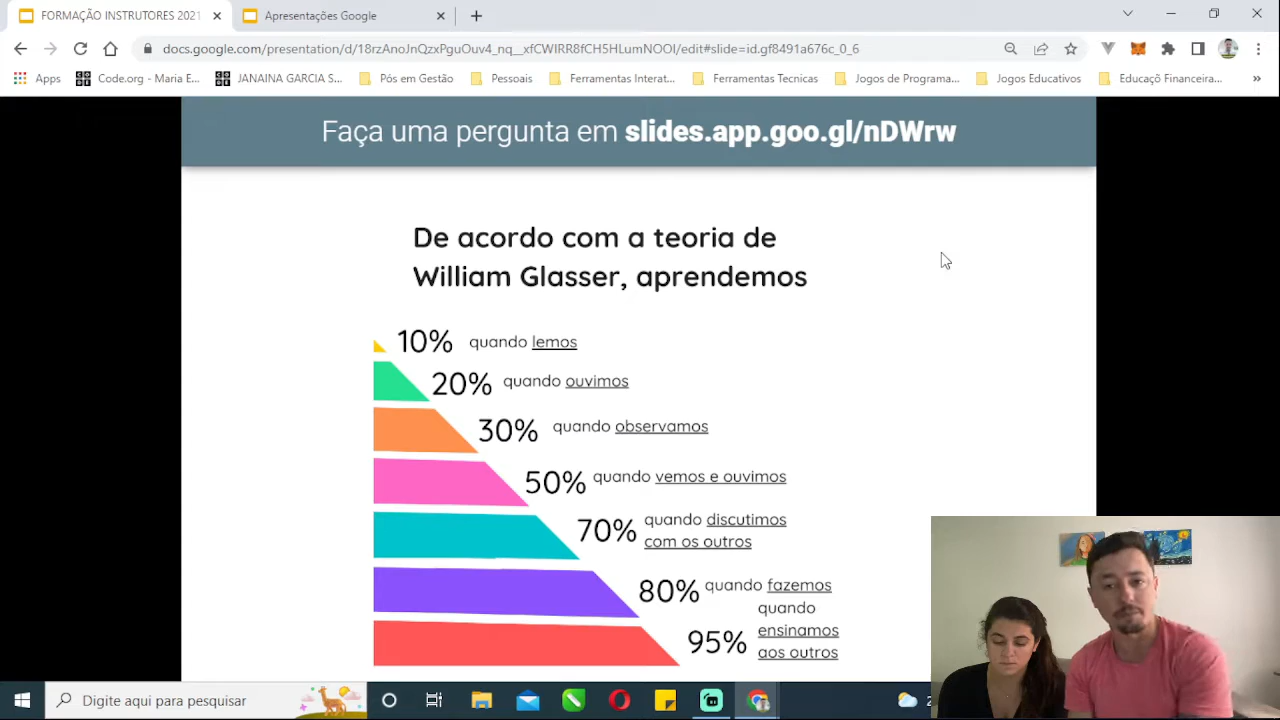 FORMAÇÃO INSTRUTORES 2021
Apresentações Google
docs.google.com/presentation/d/18rzAnoJnQzxPguOuv4_nq__xfCWIRR8fCH5HLumNOOI/edit#slide=id.gf8491a676c_0_6
Apps
Code.org - Maria E...
JANAINA GARCIA S...
Pós em Gestão
Pessoais
Ferramentas Interat...
Ferramentas Tecnicas
Jogos de Programa...
Jogos Educativos
Educaçõ Financeira...
Faça uma pergunta em slides.app.goo.gl/nDWrw
De acordo com a teoria de
William Glasser, aprendemos
10% quando lemos
20% quando ouvimos
30% quando observamos
50% quando vemos e ouvimos
70% quando discutimos
com os outros
80% quando fazemos
95% quando
ensinamos
aos outros
Digite aqui para pesquisar